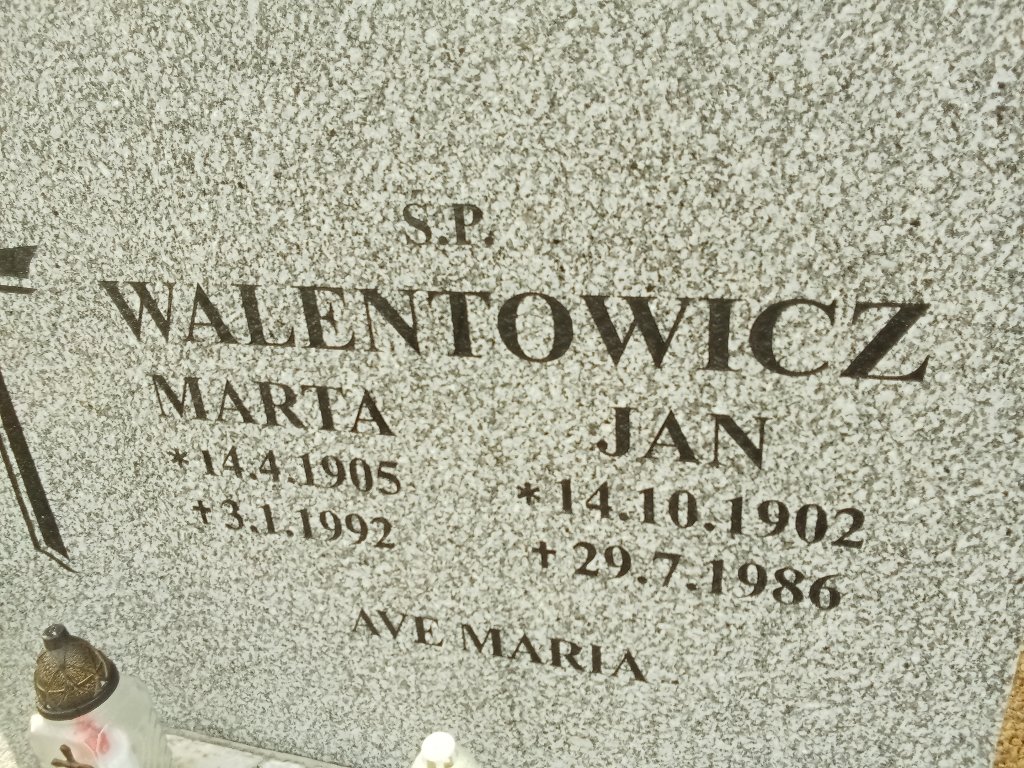 S.P.
WALENTOWICZ
MARTA
*14.4.1905
+3.1.1992
JAN
*14.10.1902
+29.7.1986
AVE MARIA